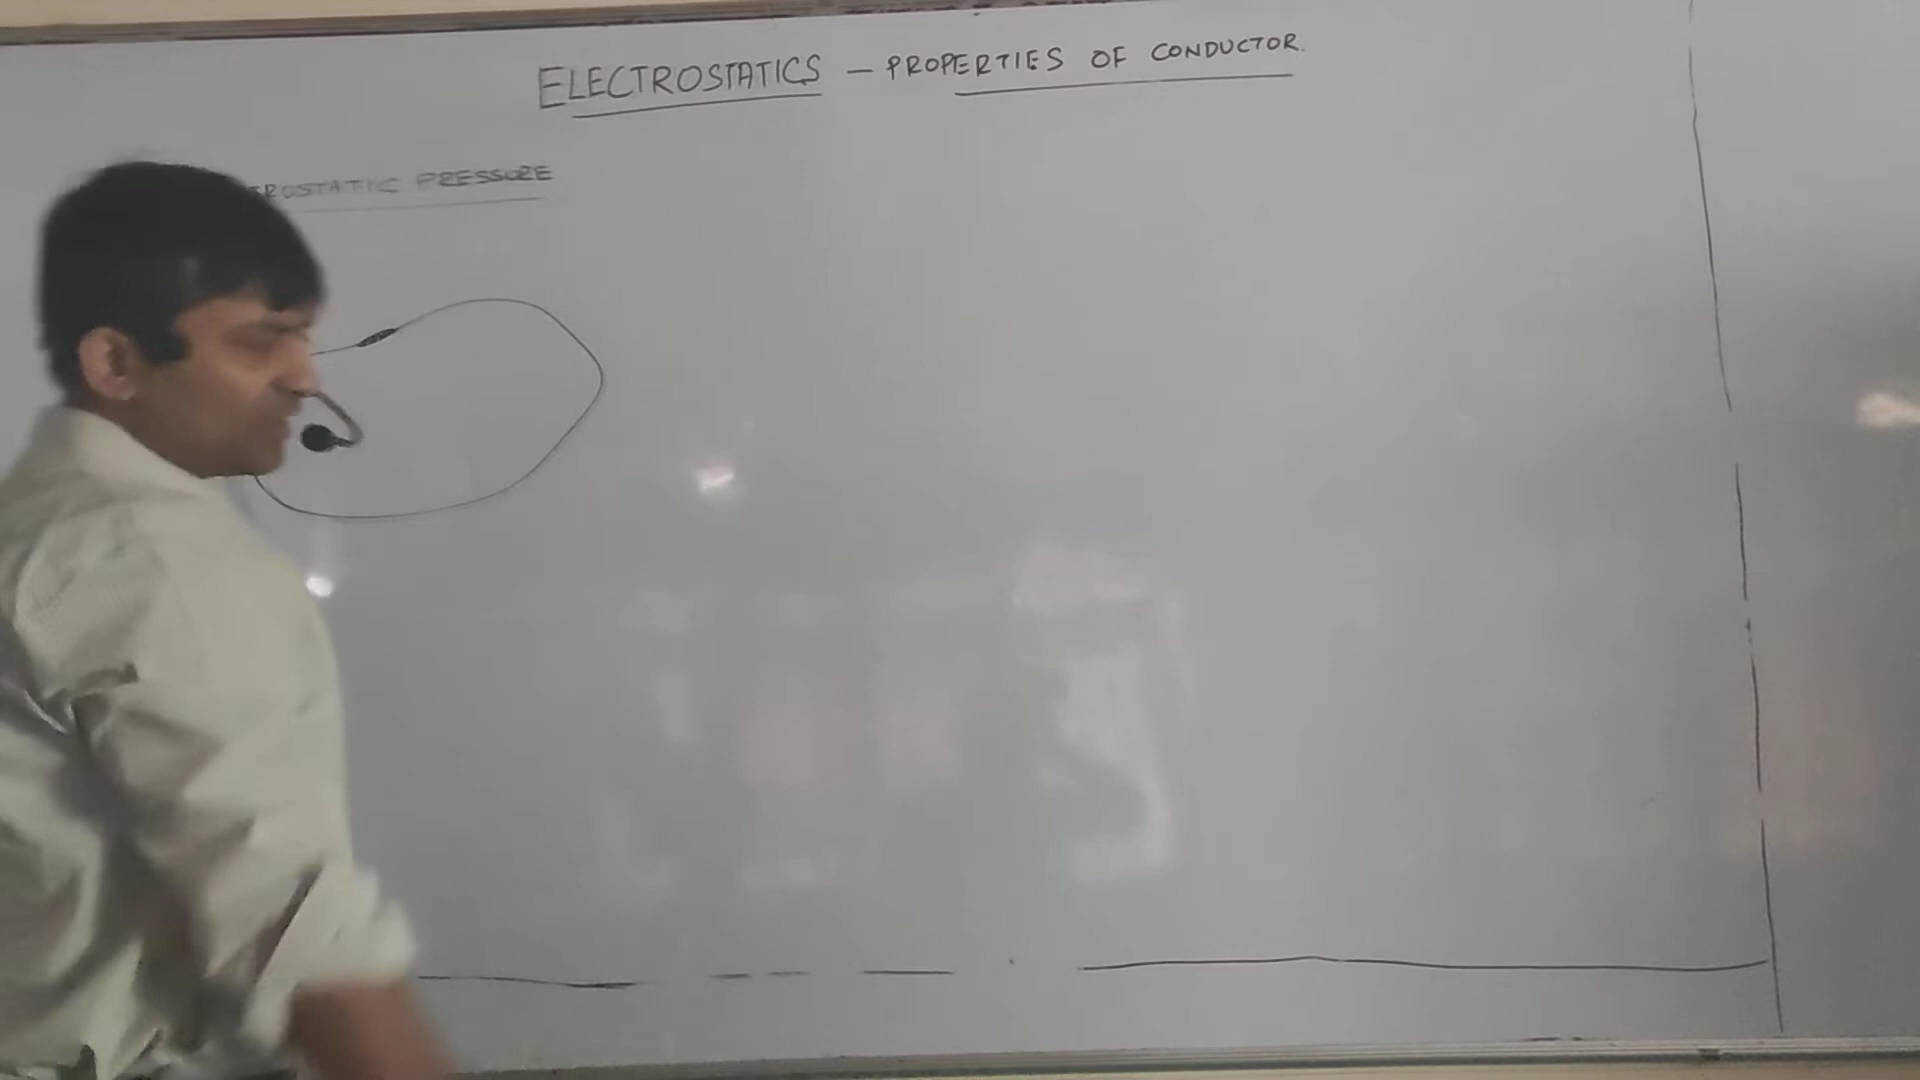 ELECTROSTATICS – PROPERTIES OF CONDUCTOR.
TROSTATIC PRESSURE